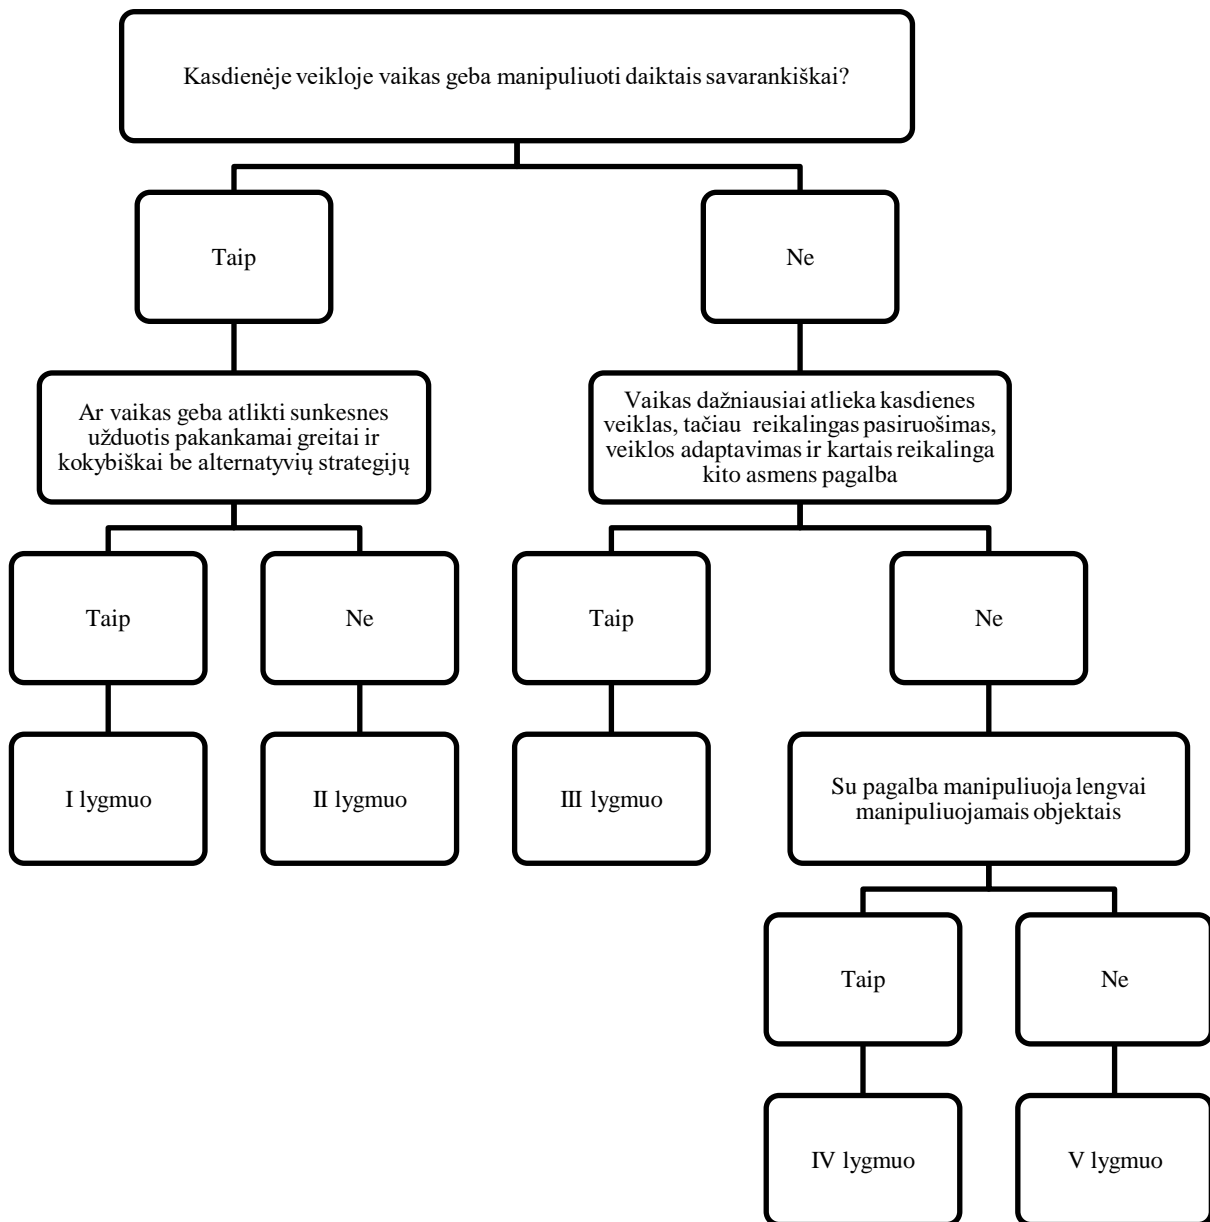 Kasdienėje veikloje vaikas geba manipuliuoti daiktais savarankiškai?
Taip
Ne
Ar vaikas geba atlikti sunkesnes
užduotis pakankamai greitai ir
kokybiškai be alternatyvių strategijų
Vaikas dažniausiai atlieka kasdienes
veiklas, tačiau reikalingas pasiruošimas,
veiklos adaptavimas ir kartais reikalinga
kito asmens pagalba
Taip
Ne
Taip
Ne
I lygmuo
II lygmuo
III lygmuo
Su pagalba manipuliuoja lengvai
manipuliuojamais objektais
Taip
Ne
IV lygmuo
V lygmuo